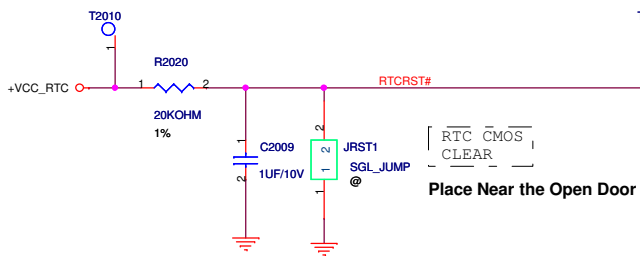 T2010
1
R2020
+VCC_RTC
1
2
RTCRST#
20KOHM
1%
1
C2009
2
1UF/10V
2
2
JRST1
1
SGL_JUMP
@
1
RTC CMOS
CLEAR
Place Near the Open Door